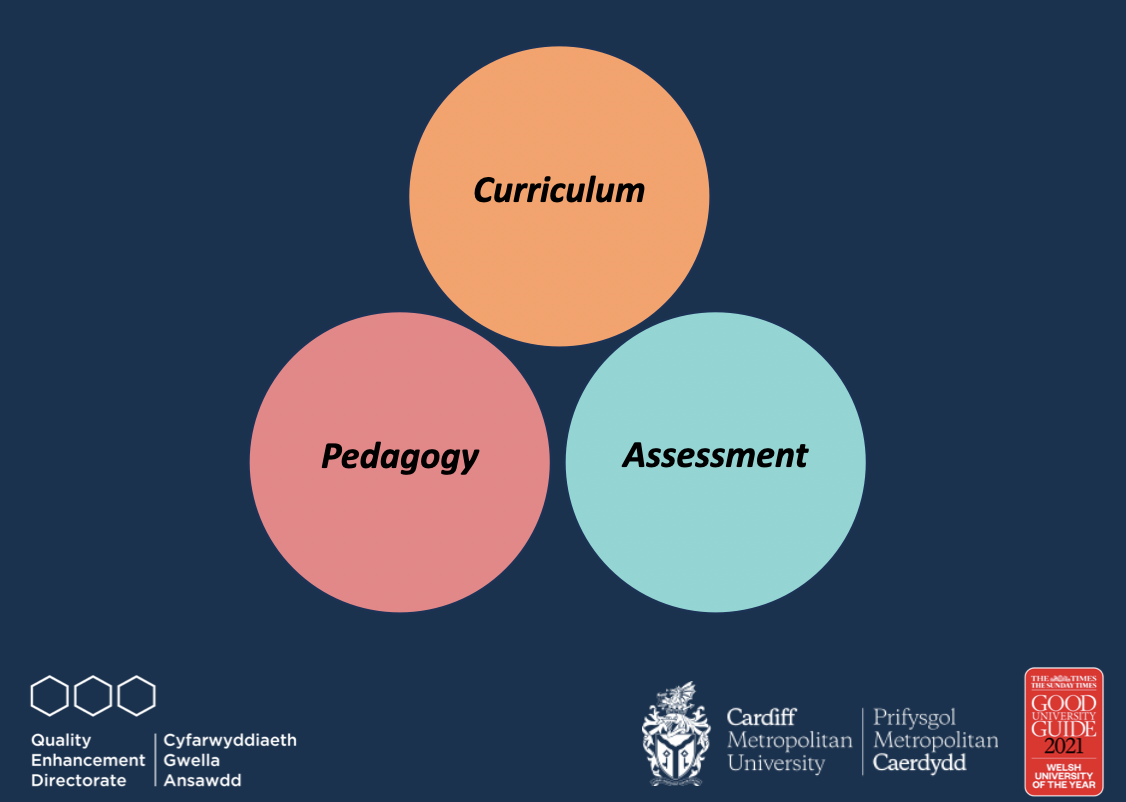 Curriculum
Pedagogy
Assessment
Quality
Enhancement
Directorate
Cyfarwyddiaeth
Gwella
Ansawdd
Cardiff
Metropolitan
University
Prifysgol
Metropolitan
Caerdydd
THE TIMES
THE SUNDAY TIMES
GOOD
UNIVERSITY
GUIDE
2021
WELSH
UNIVERSITY
OF THE YEAR